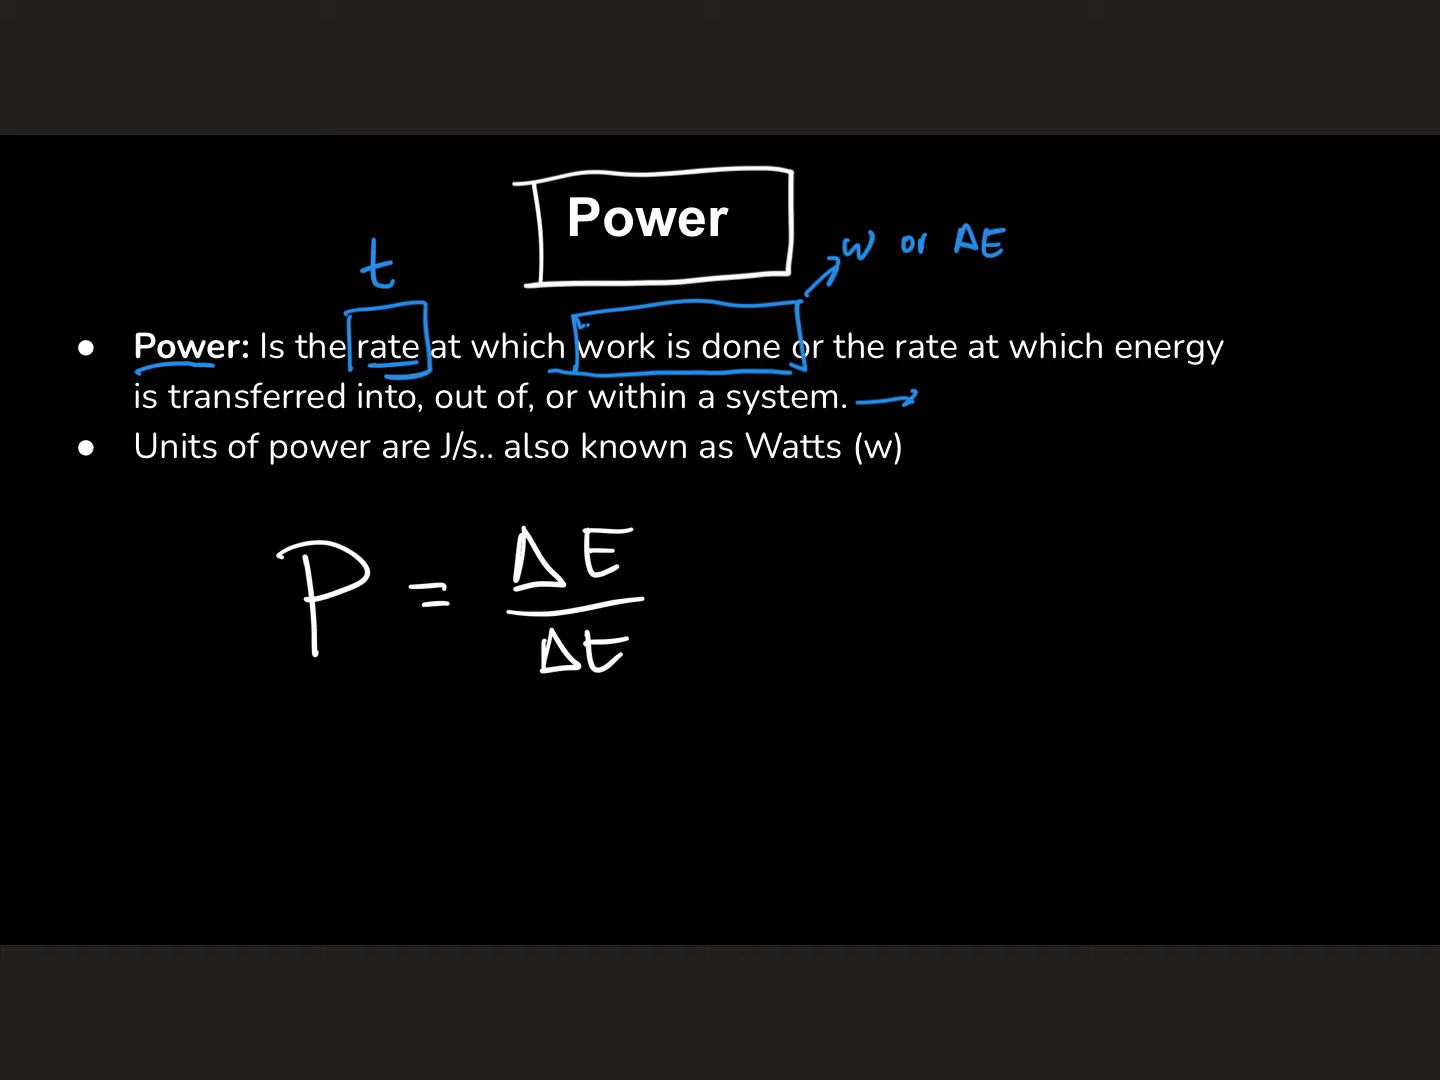 Power
t
w or ΔE
● Power: Is the rate at which work is done or the rate at which energy
is transferred into, out of, or within a system.
● Units of power are J/s.. also known as Watts (w)
P = ΔE
Δt